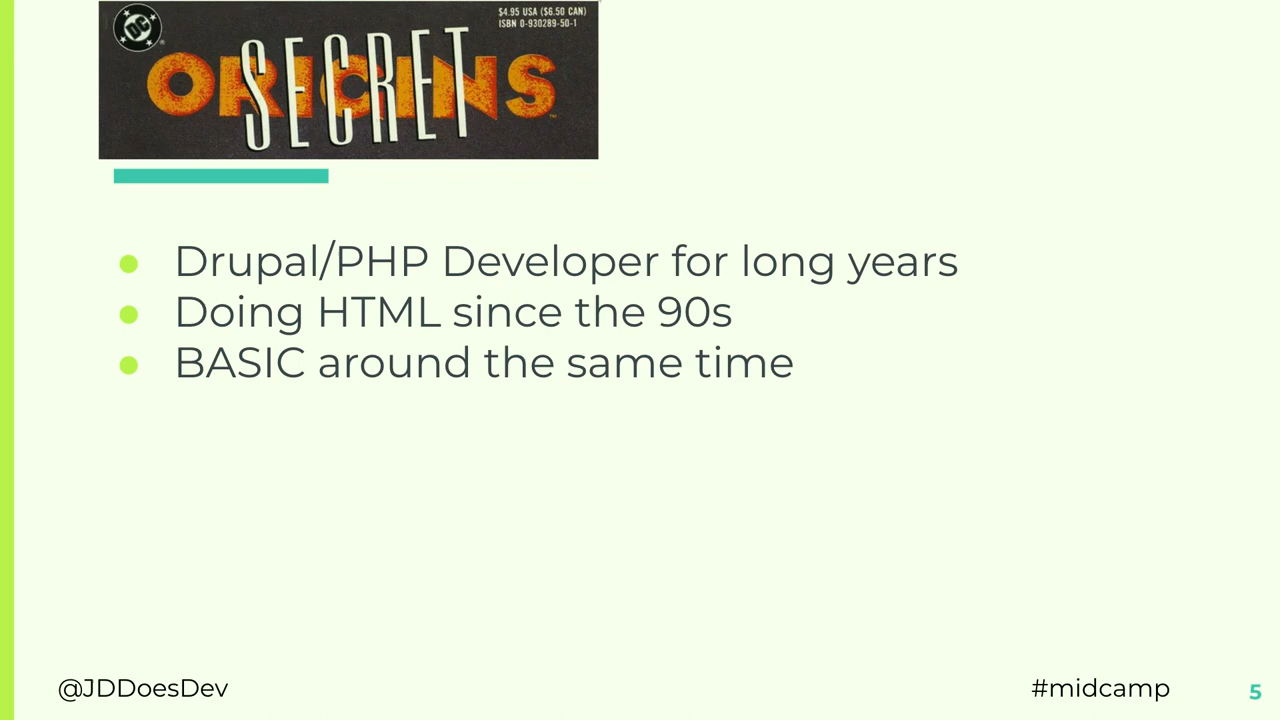 DC
$4.95 USA ($6.50 CAN)
ISBN 0-930289-50-1
SECRET
ORIGINS
Drupal/PHP Developer for long years
Doing HTML since the 90s
BASIC around the same time
@JDDoesDev
#midcamp
5